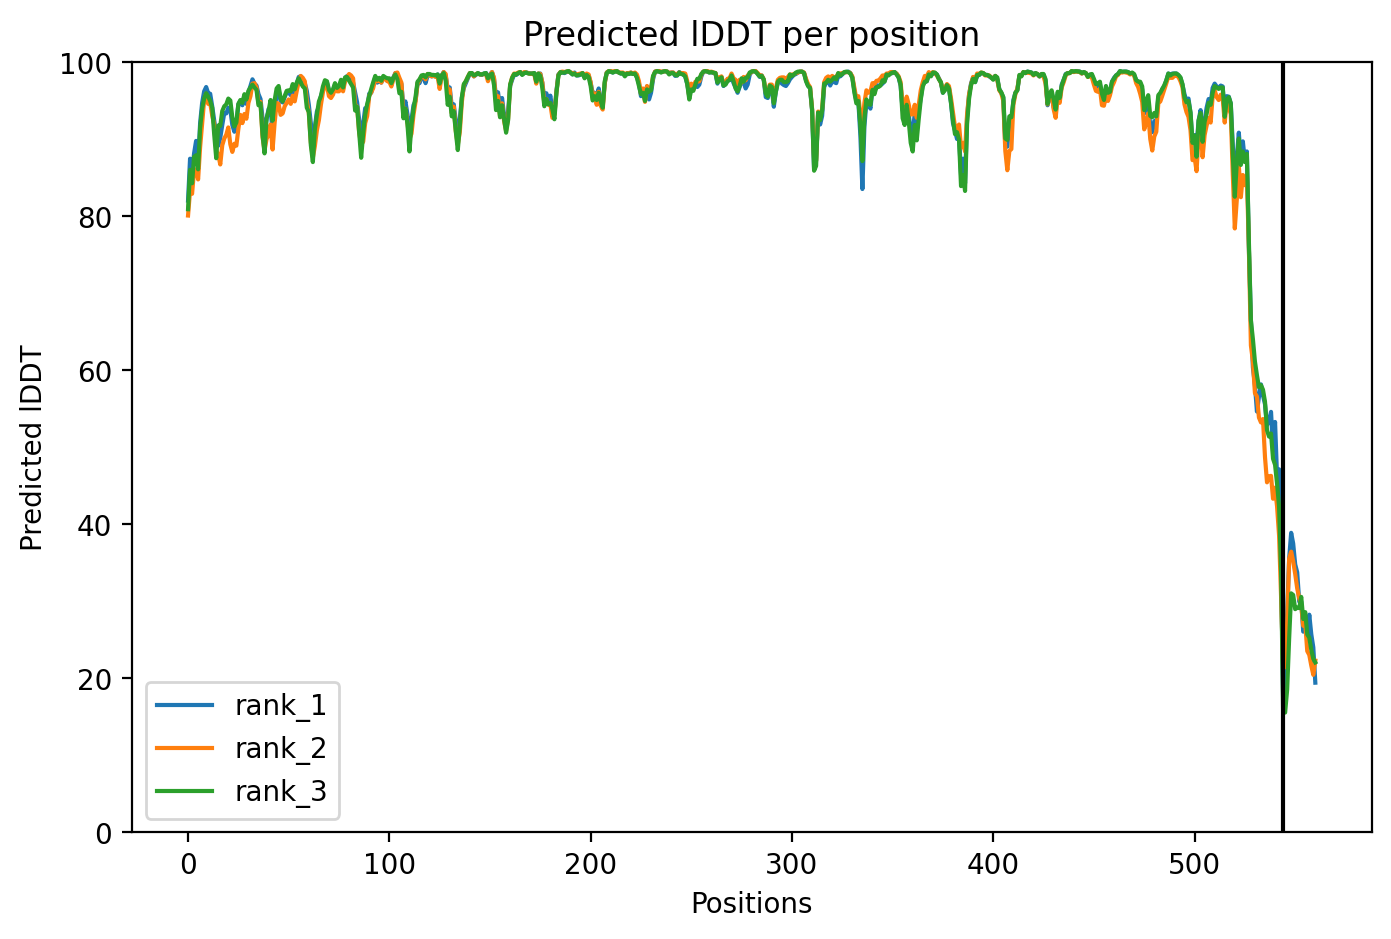 Predicted lDDT per position
100
80
60
40
20
0
Predicted lDDT
rank_1
rank_2
rank_3
0 100 200 300 400 500
Positions